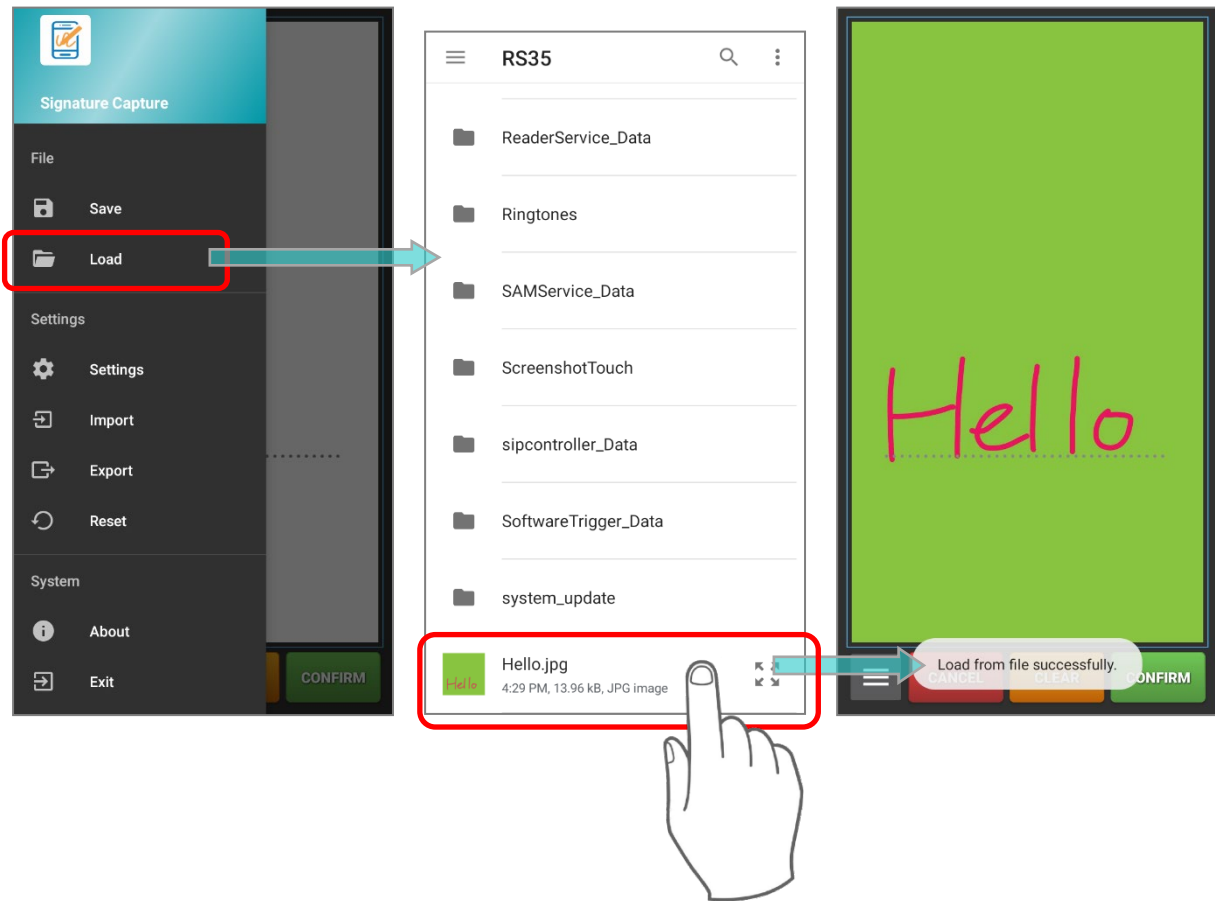 Signature Capture
File
Save
Load
Settings
Settings
Import
Export
Reset
System
About
Exit
CONFIRM
RS35
ReaderService_Data
Ringtones
SAMService_Data
ScreenshotTouch
sipcontroller_Data
SoftwareTrigger_Data
system_update
Hello.jpg
Hello
4:29 PM, 13.96 kB, JPG image
Hello
Load from file successfully.
CANCEL CLEAR CONFIRM